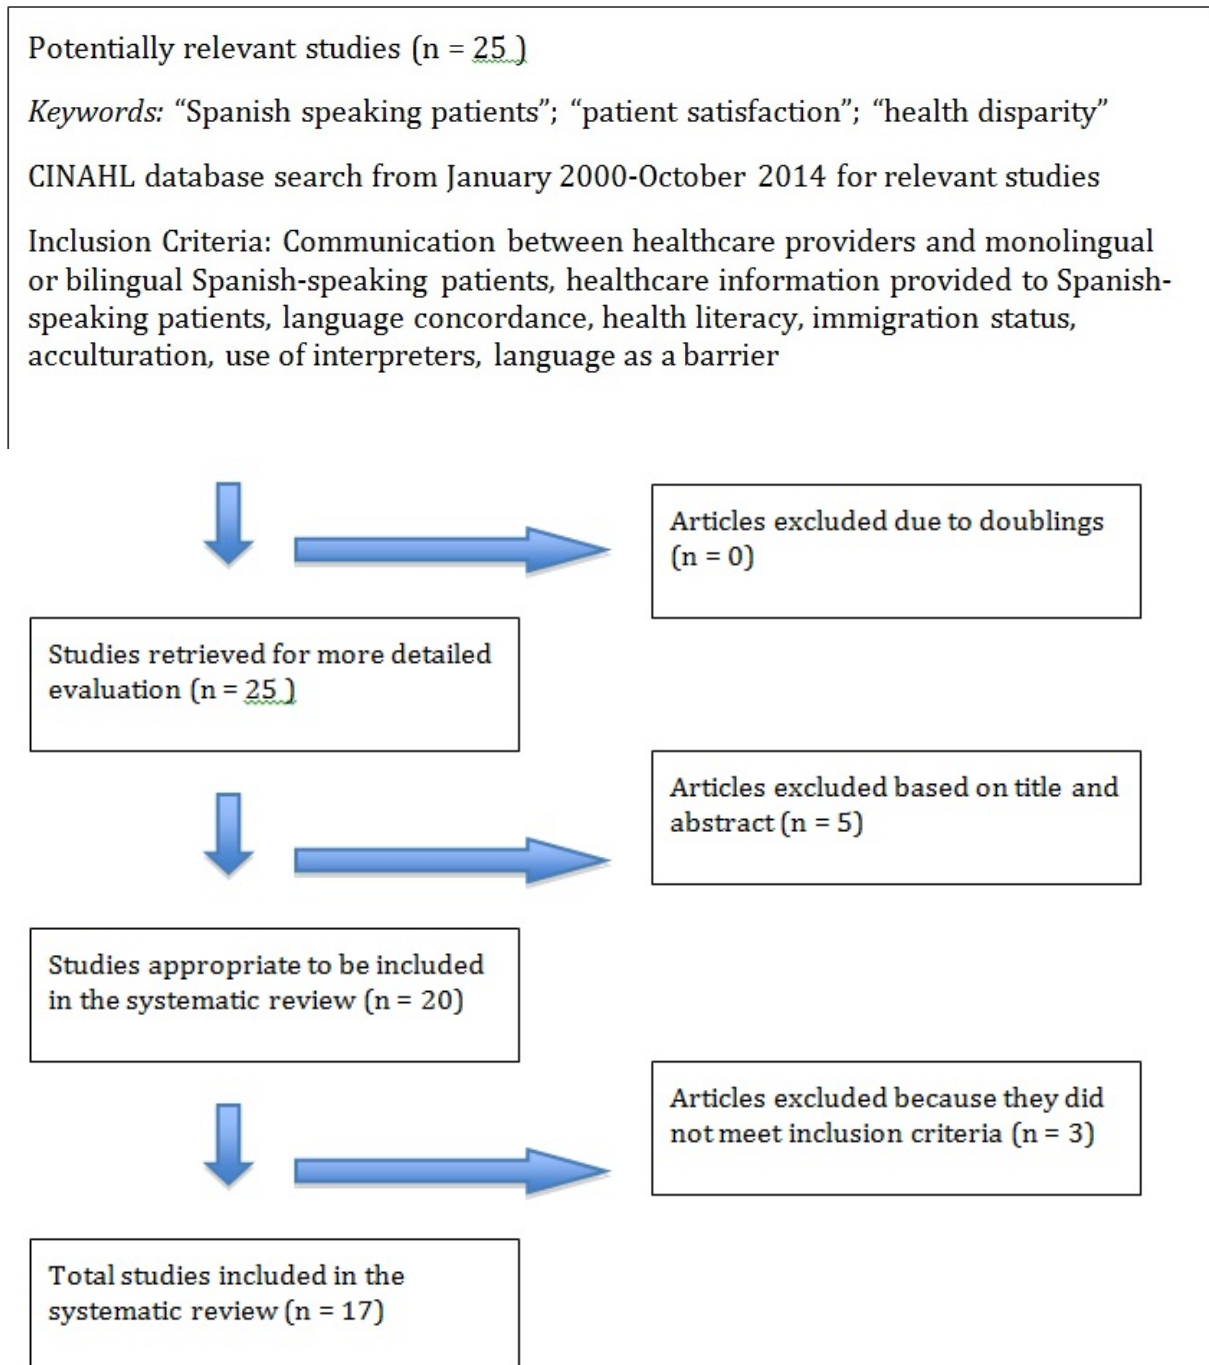 Potentially relevant studies (n = 25 )
Keywords: “Spanish speaking patients”; “patient satisfaction”; “health disparity”
CINAHL database search from January 2000-October 2014 for relevant studies
Inclusion Criteria: Communication between healthcare providers and monolingual
or bilingual Spanish-speaking patients, healthcare information provided to Spanish-
speaking patients, language concordance, health literacy, immigration status,
acculturation, use of interpreters, language as a barrier
Articles excluded due to doublings
(n = 0)
Studies retrieved for more detailed
evaluation (n = 25 )
Articles excluded based on title and
abstract (n = 5)
Studies appropriate to be included
in the systematic review (n = 20)
Articles excluded because they did
not meet inclusion criteria (n = 3)
Total studies included in the
systematic review (n = 17)